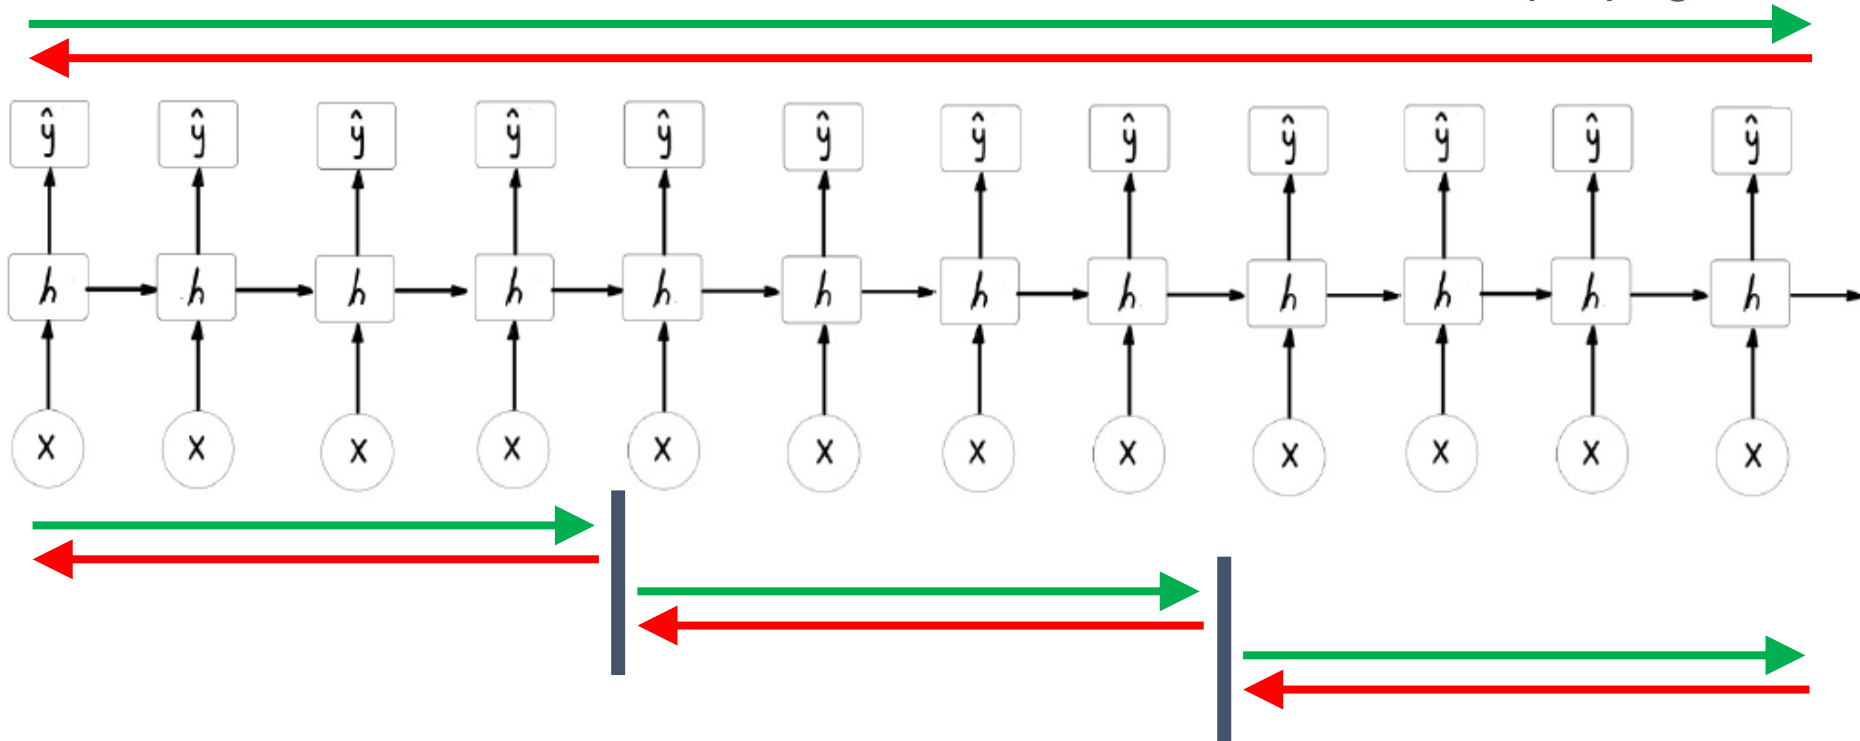 ŷ ŷ ŷ ŷ ŷ ŷ ŷ ŷ ŷ ŷ ŷ ŷ
h h h h h h h h h h h h
x x x x x x x x x x x x